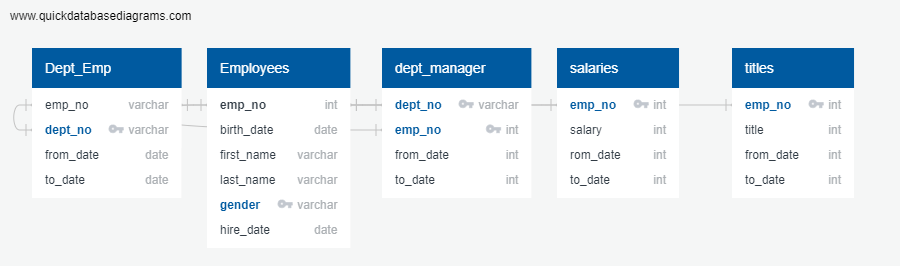 www.quickdatabasediagrams.com
Dept_Emp
emp_no varchar
dept_no varchar
from_date date
to_date date
Employees
emp_no int
birth_date date
first_name varchar
last_name varchar
gender varchar
hire_date date
dept_manager
dept_no varchar
emp_no int
from_date int
to_date int
salaries
emp_no int
salary int
rom_date int
to_date int
titles
emp_no int
title int
from_date int
to_date int